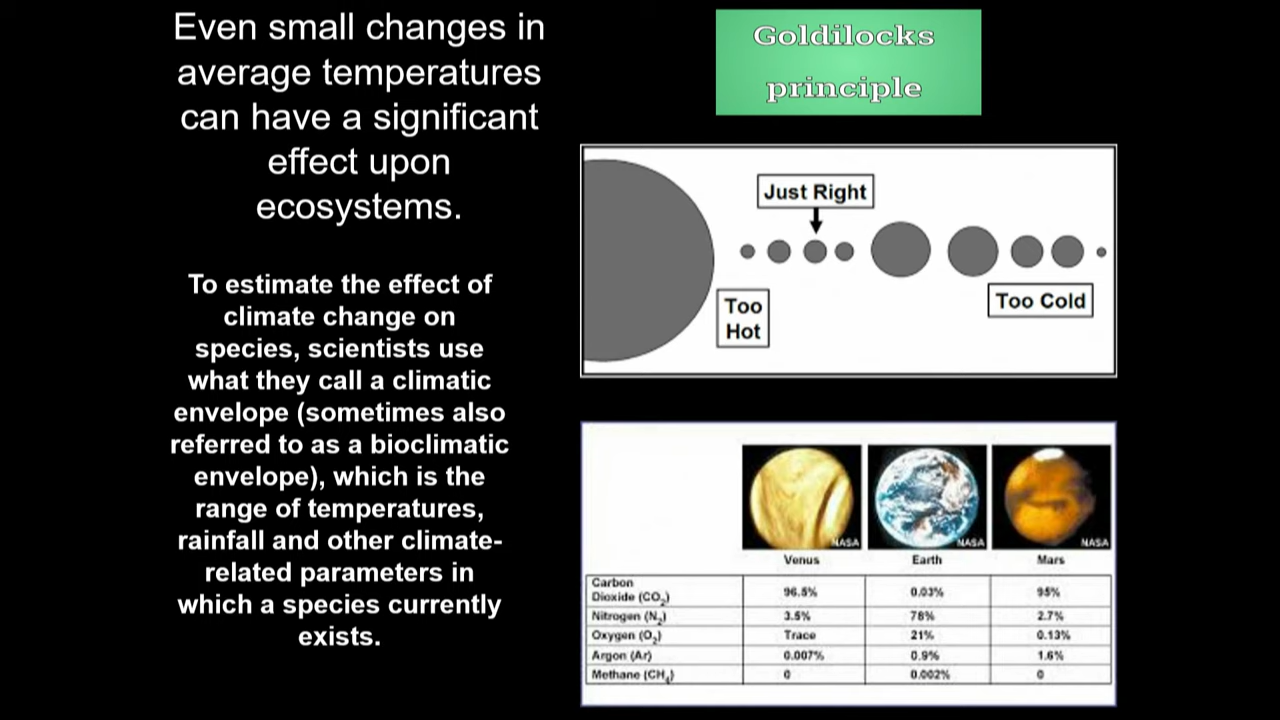 Even small changes in
average temperatures
can have a significant
effect upon
ecosystems.
To estimate the effect of
climate change on
species, scientists use
what they call a climatic
envelope (sometimes also
referred to as a bioclimatic
envelope), which is the
range of temperatures,
rainfall and other climate-
related parameters in
which a species currently
exists.
Goldilocks
principle
Just Right
Too
Hot
Too Cold
NASA NASA NASA
Venus Earth Mars
Carbon
Dioxide (CO₂) 96.5% 0.03% 95%
Nitrogen (N₂) 3.5% 78% 2.7%
Oxygen (O₂) Trace 21% 0.13%
Argon (Ar) 0.007% 0.9% 1.6%
Methane (CH₄) 0 0.002% 0